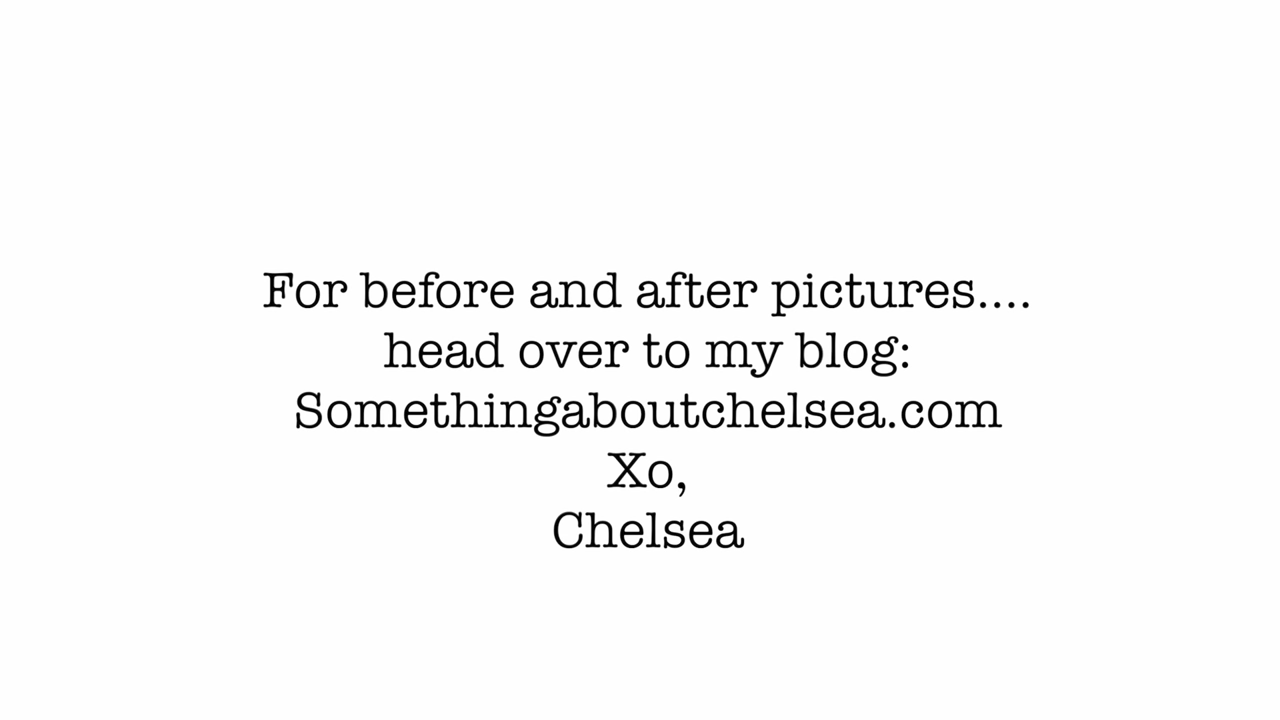 For before and after pictures....
head over to my blog:
Somethingaboutchelsea.com
Xo,
Chelsea